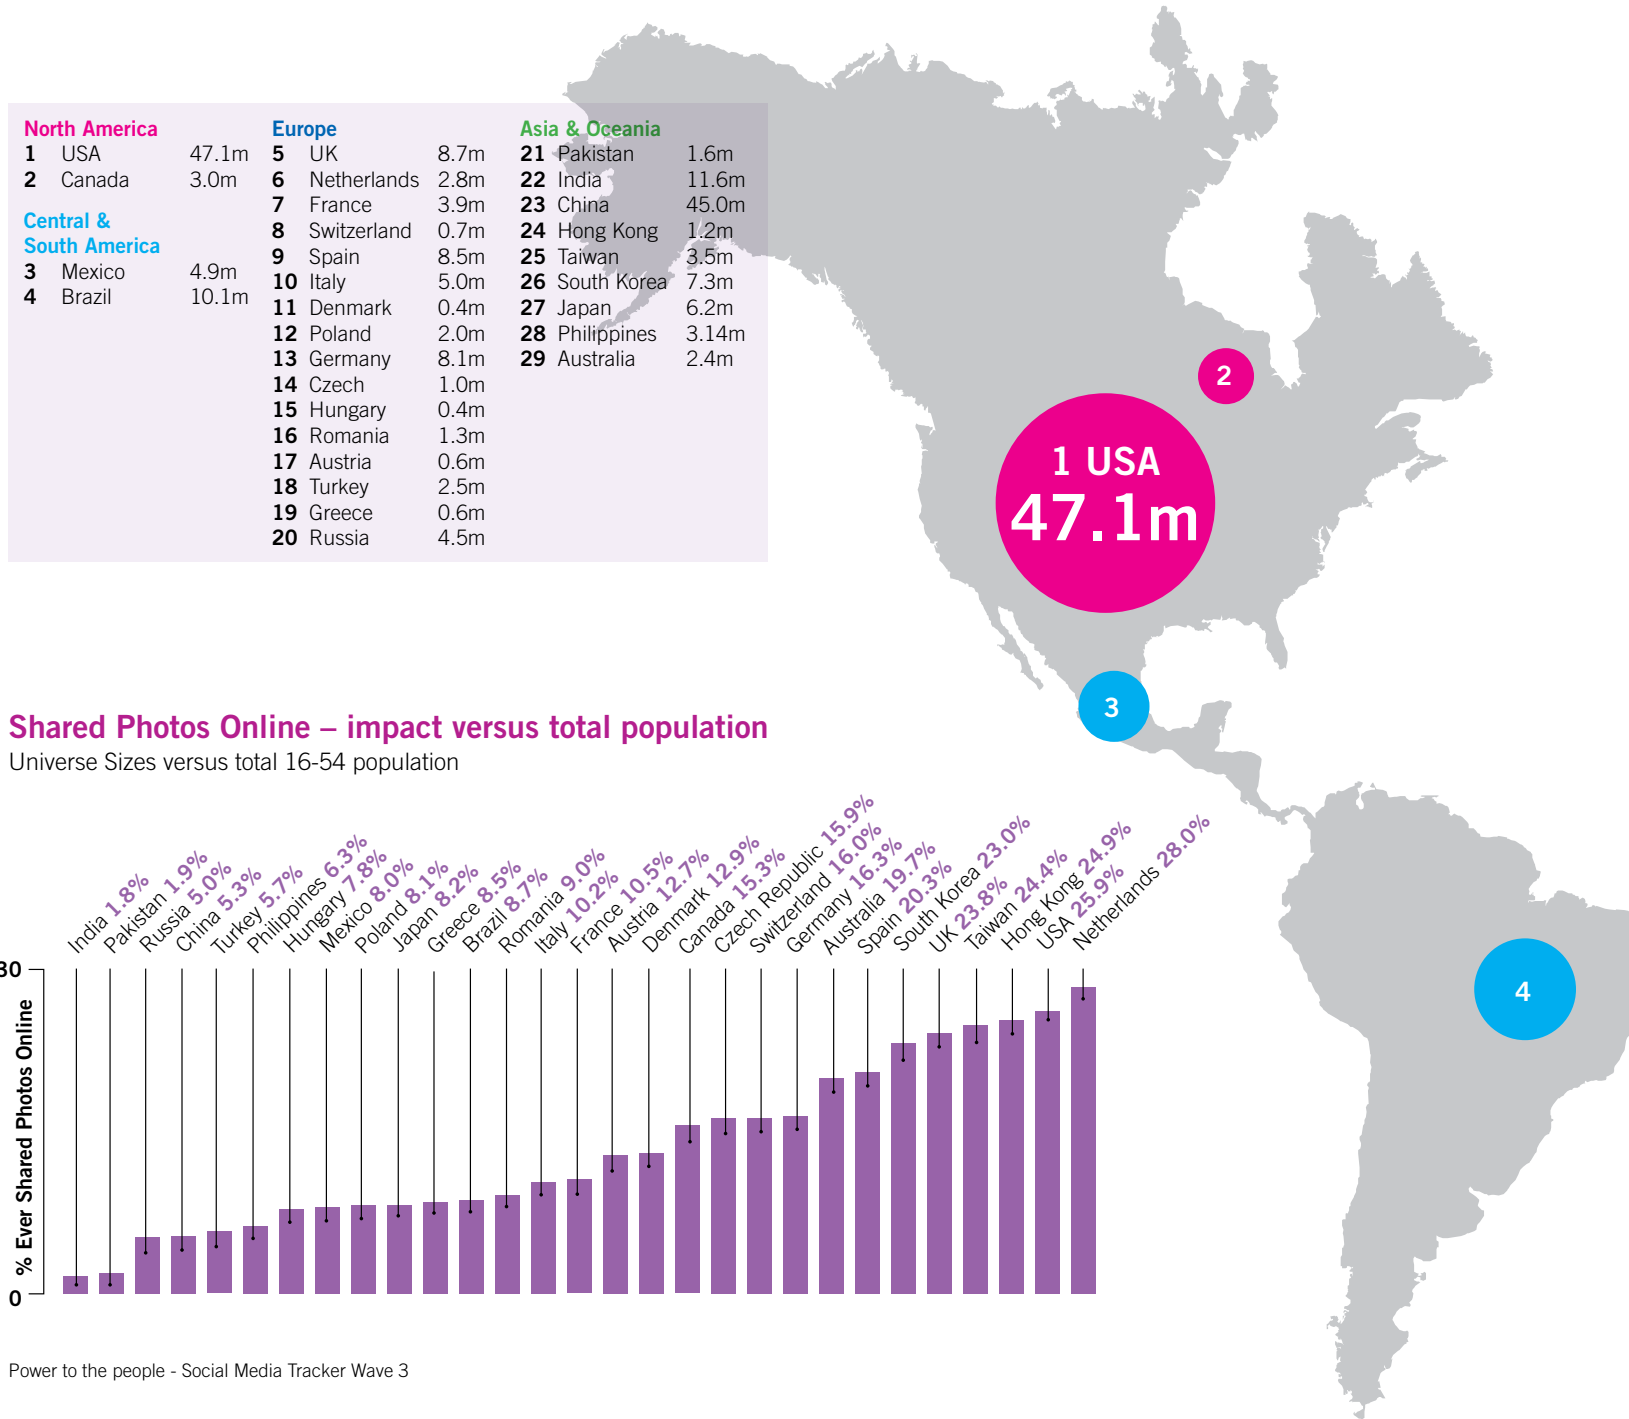 North America
1 USA 47.1m
2 Canada 3.0m
Central &
South America
3 Mexico 4.9m
4 Brazil 10.1m
Europe
5 UK 8.7m
6 Netherlands 2.8m
7 France 3.9m
8 Switzerland 0.7m
9 Spain 8.5m
10 Italy 5.0m
11 Denmark 0.4m
12 Poland 2.0m
13 Germany 8.1m
14 Czech 1.0m
15 Hungary 0.4m
16 Romania 1.3m
17 Austria 0.6m
18 Turkey 2.5m
19 Greece 0.6m
20 Russia 4.5m
Asia & Oceania
21 Pakistan 1.6m
22 India 11.6m
23 China 45.0m
24 Hong Kong 1.2m
25 Taiwan 3.5m
26 South Korea 7.3m
27 Japan 6.2m
28 Philippines 3.14m
29 Australia 2.4m
2
1 USA
47.1m
3
4
Shared Photos Online – impact versus total population
Universe Sizes versus total 16-54 population
India 1.8%
Pakistan 1.9%
Russia 5.0%
China 5.3%
Turkey 5.7%
Philippines 6.3%
Hungary 7.8%
Mexico 8.0%
Poland 8.1%
Japan 8.2%
Greece 8.5%
Brazil 8.7%
Romania 9.0%
Italy 10.2%
France 10.5%
Austria 12.7%
Denmark 12.9%
Canada 15.3%
Czech Republic 15.9%
Switzerland 16.0%
Germany 16.3%
Australia 19.7%
Spain 20.3%
South Korea 23.0%
UK 23.8%
Taiwan 24.4%
Hong Kong 24.9%
USA 25.9%
Netherlands 28.0%
30
% Ever Shared Photos Online
0
Power to the people - Social Media Tracker Wave 3